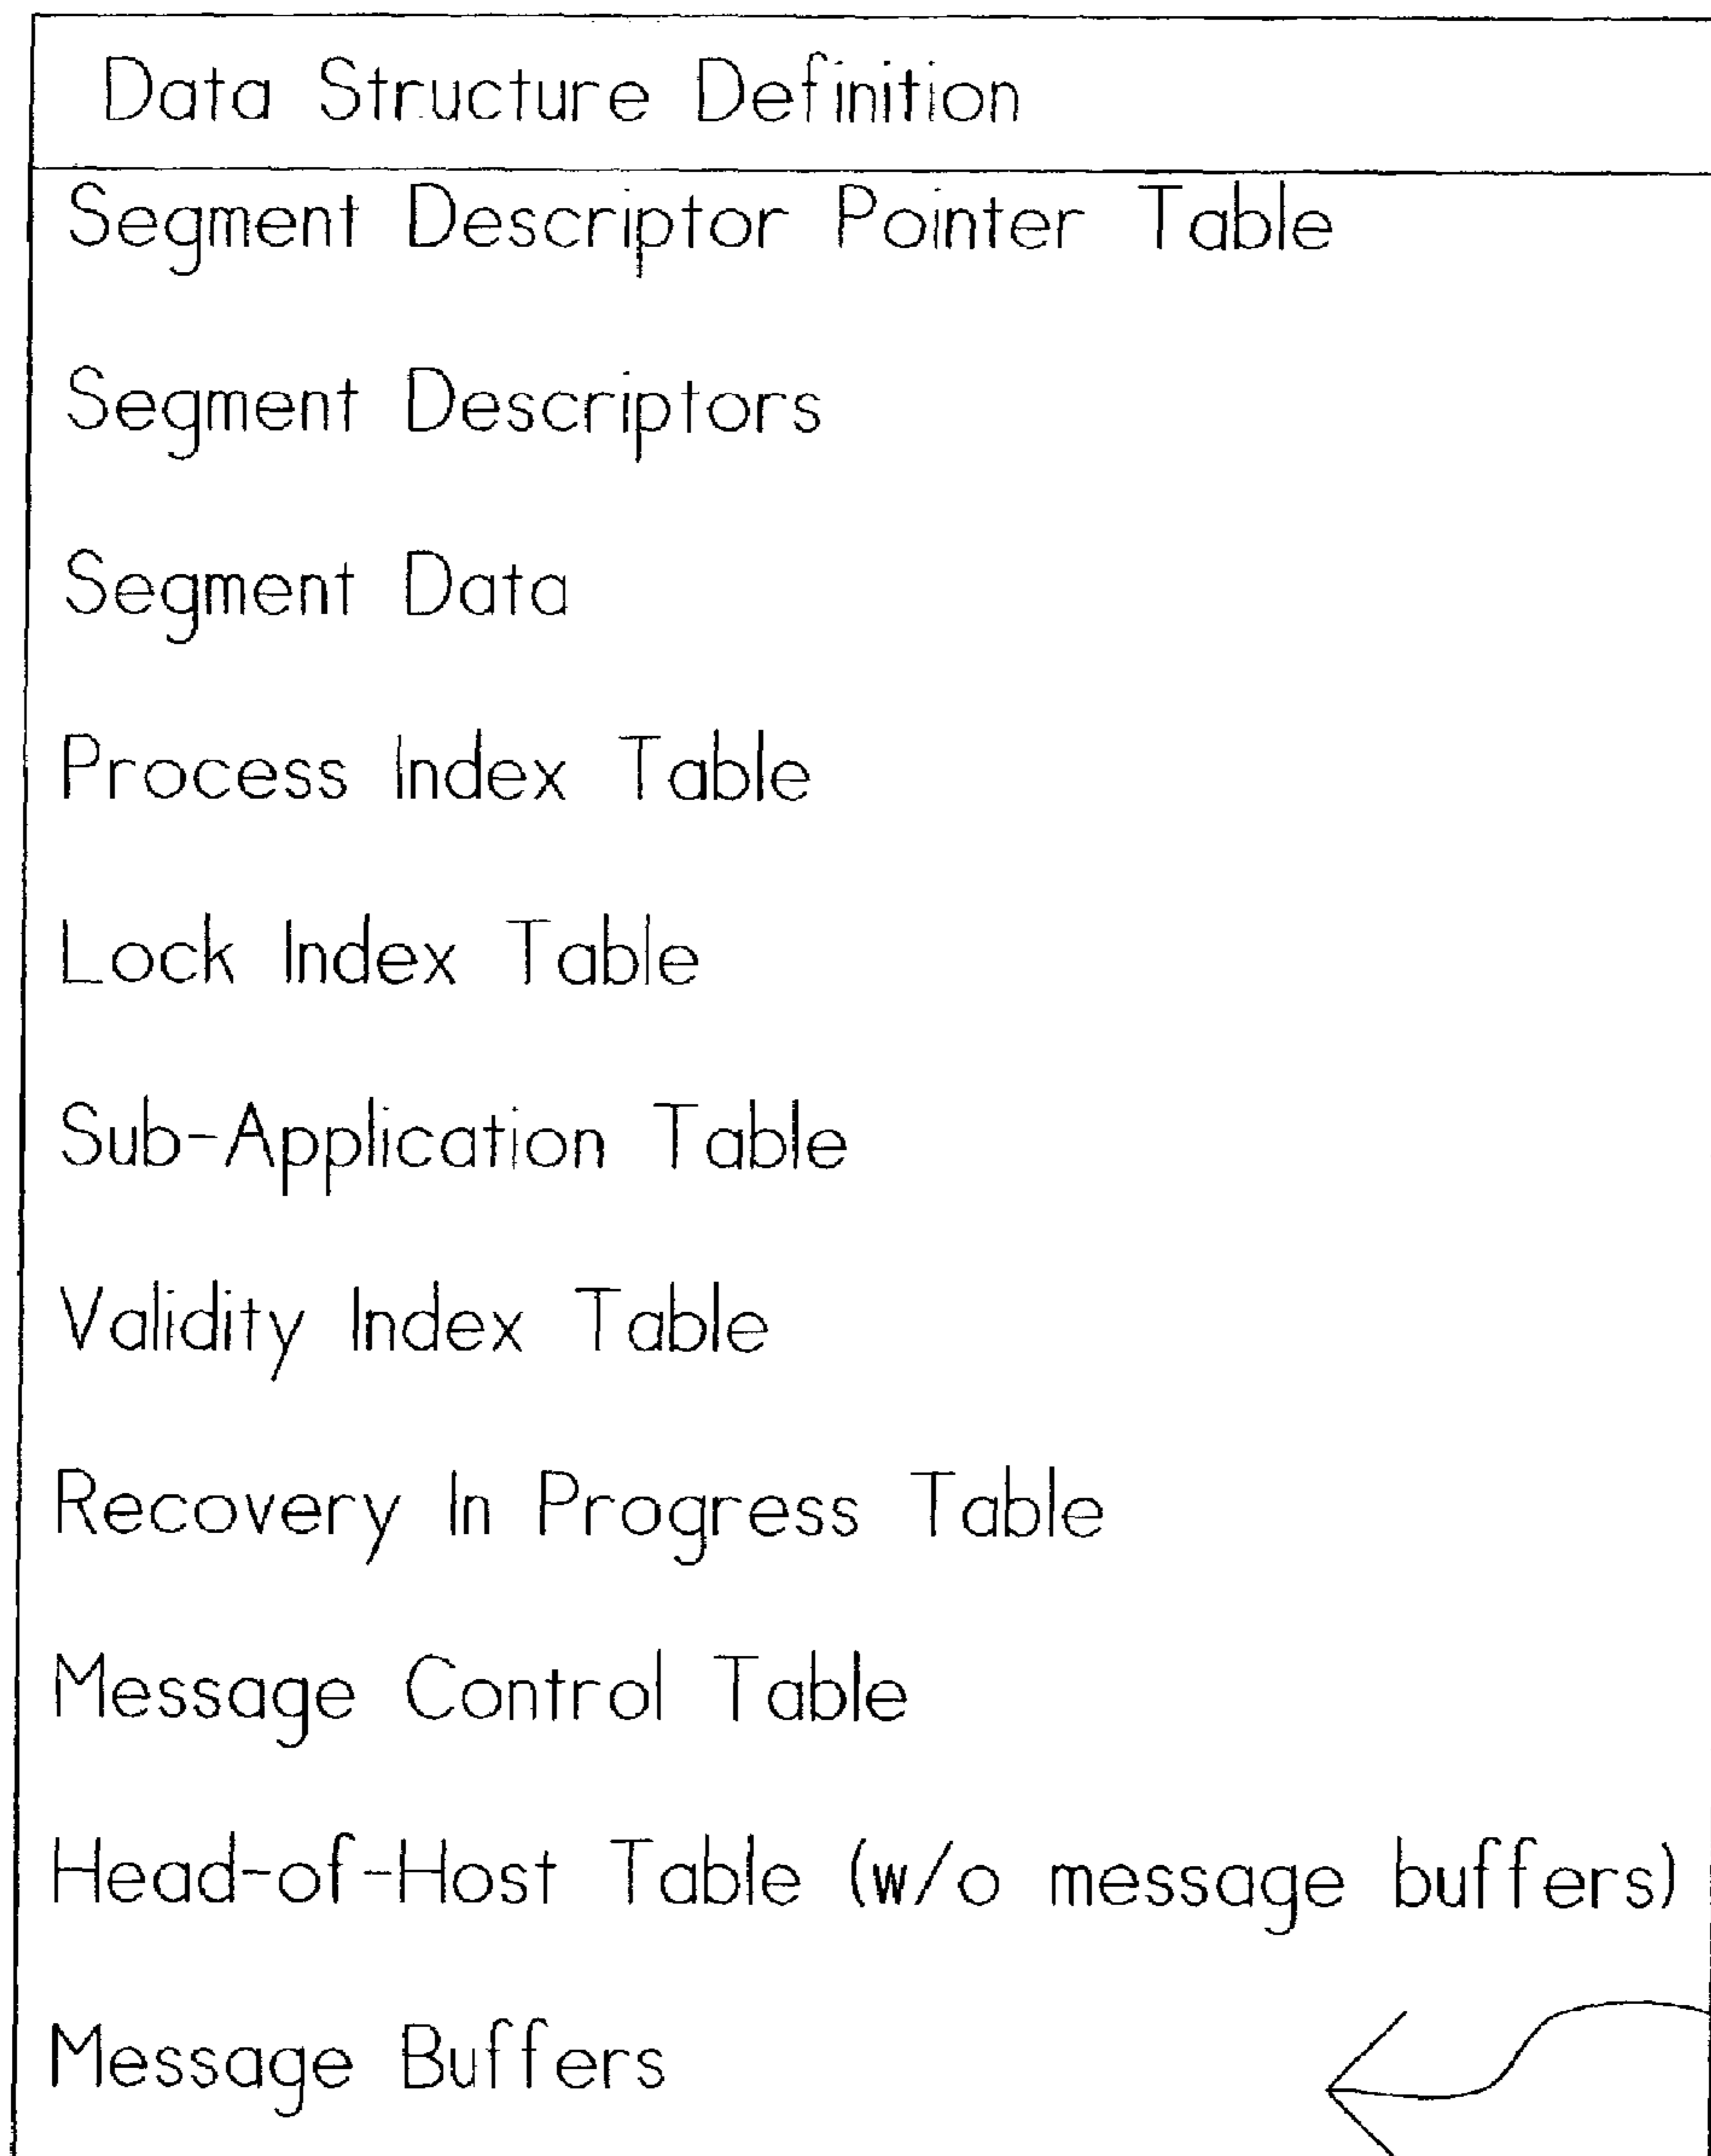 Data Structure Definition
Segment Descriptor Pointer Table
Segment Descriptors
Segment Data
Process Index Table
Lock Index Table
Sub-Application Table
Validity Index Table
Recovery In Progress Table
Message Control Table
Head-of-Host Table (w/o message buffers)
Message Buffers